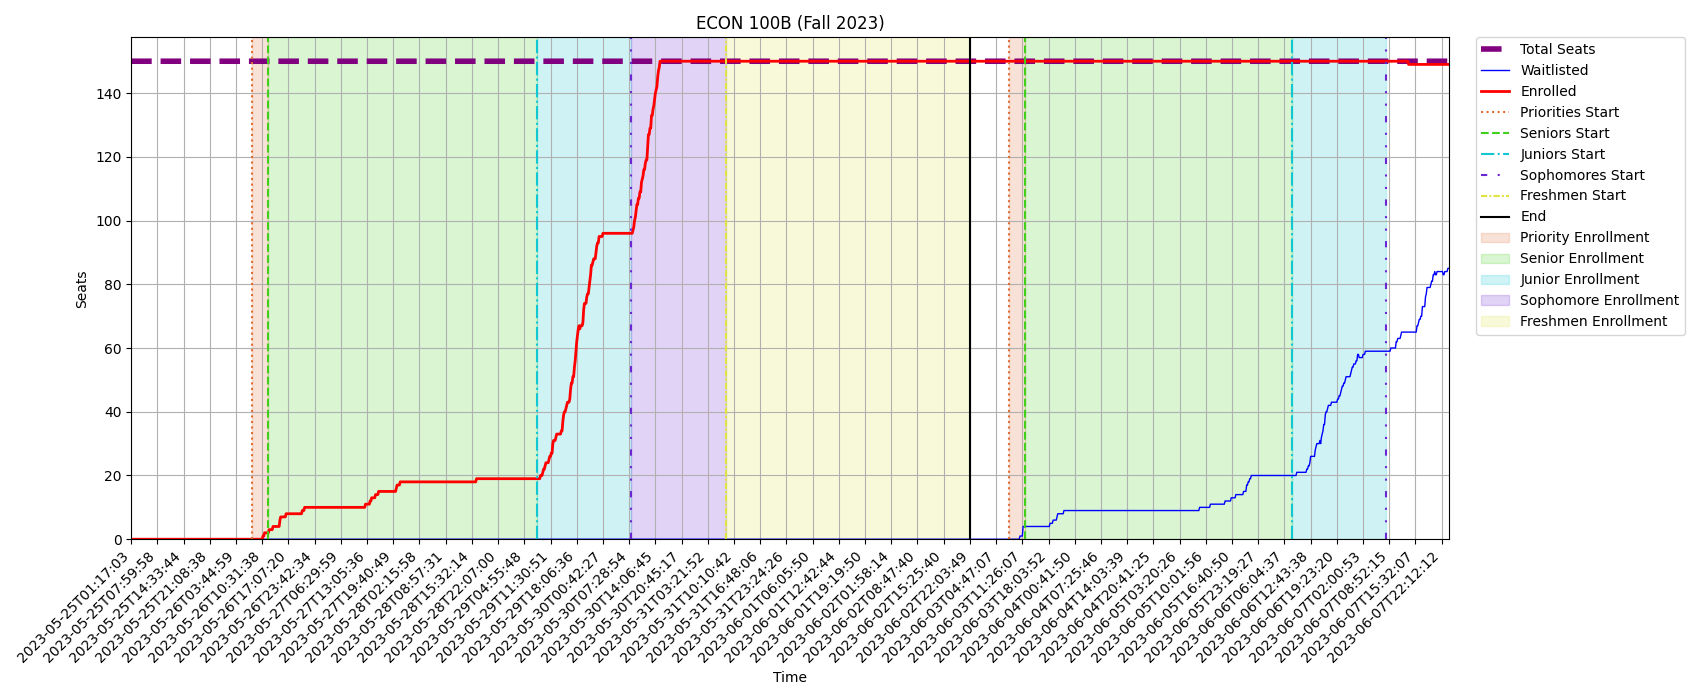 ECON 100B (Fall 2023)
Seats
140
120
100
80
60
40
20
0
2023-05-25T01:17:03
2023-05-25T07:59:58
2023-05-25T14:33:44
2023-05-25T21:08:38
2023-05-26T03:44:59
2023-05-26T10:31:38
2023-05-26T17:07:20
2023-05-26T23:42:34
2023-05-27T06:29:59
2023-05-27T13:05:36
2023-05-27T19:40:49
2023-05-28T02:15:58
2023-05-28T08:57:31
2023-05-28T15:32:14
2023-05-28T22:07:00
2023-05-29T04:55:48
2023-05-29T11:30:51
2023-05-29T18:06:36
2023-05-30T00:42:27
2023-05-30T07:28:54
2023-05-30T14:06:45
2023-05-30T20:45:17
2023-05-31T03:21:52
2023-05-31T10:10:42
2023-05-31T16:48:06
2023-05-31T23:24:26
2023-06-01T06:05:50
2023-06-01T12:42:44
2023-06-01T19:19:50
2023-06-02T01:58:14
2023-06-02T08:47:40
2023-06-02T15:25:40
2023-06-02T22:03:49
2023-06-03T04:47:07
2023-06-03T11:26:07
2023-06-03T18:03:52
2023-06-04T00:41:50
2023-06-04T07:25:46
2023-06-04T14:03:39
2023-06-04T20:41:25
2023-06-05T03:20:26
2023-06-05T10:01:56
2023-06-05T16:40:50
2023-06-05T23:19:27
2023-06-06T06:04:37
2023-06-06T12:43:38
2023-06-06T19:23:20
2023-06-07T02:00:53
2023-06-07T08:52:15
2023-06-07T15:32:07
2023-06-07T22:12:12
Time
Total Seats
Waitlisted
Enrolled
Priorities Start
Seniors Start
Juniors Start
Sophomores Start
Freshmen Start
End
Priority Enrollment
Senior Enrollment
Junior Enrollment
Sophomore Enrollment
Freshmen Enrollment